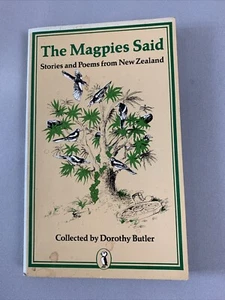 The Magpies Said
Stories and Poems from New Zealand
Collected by Dorothy Butler